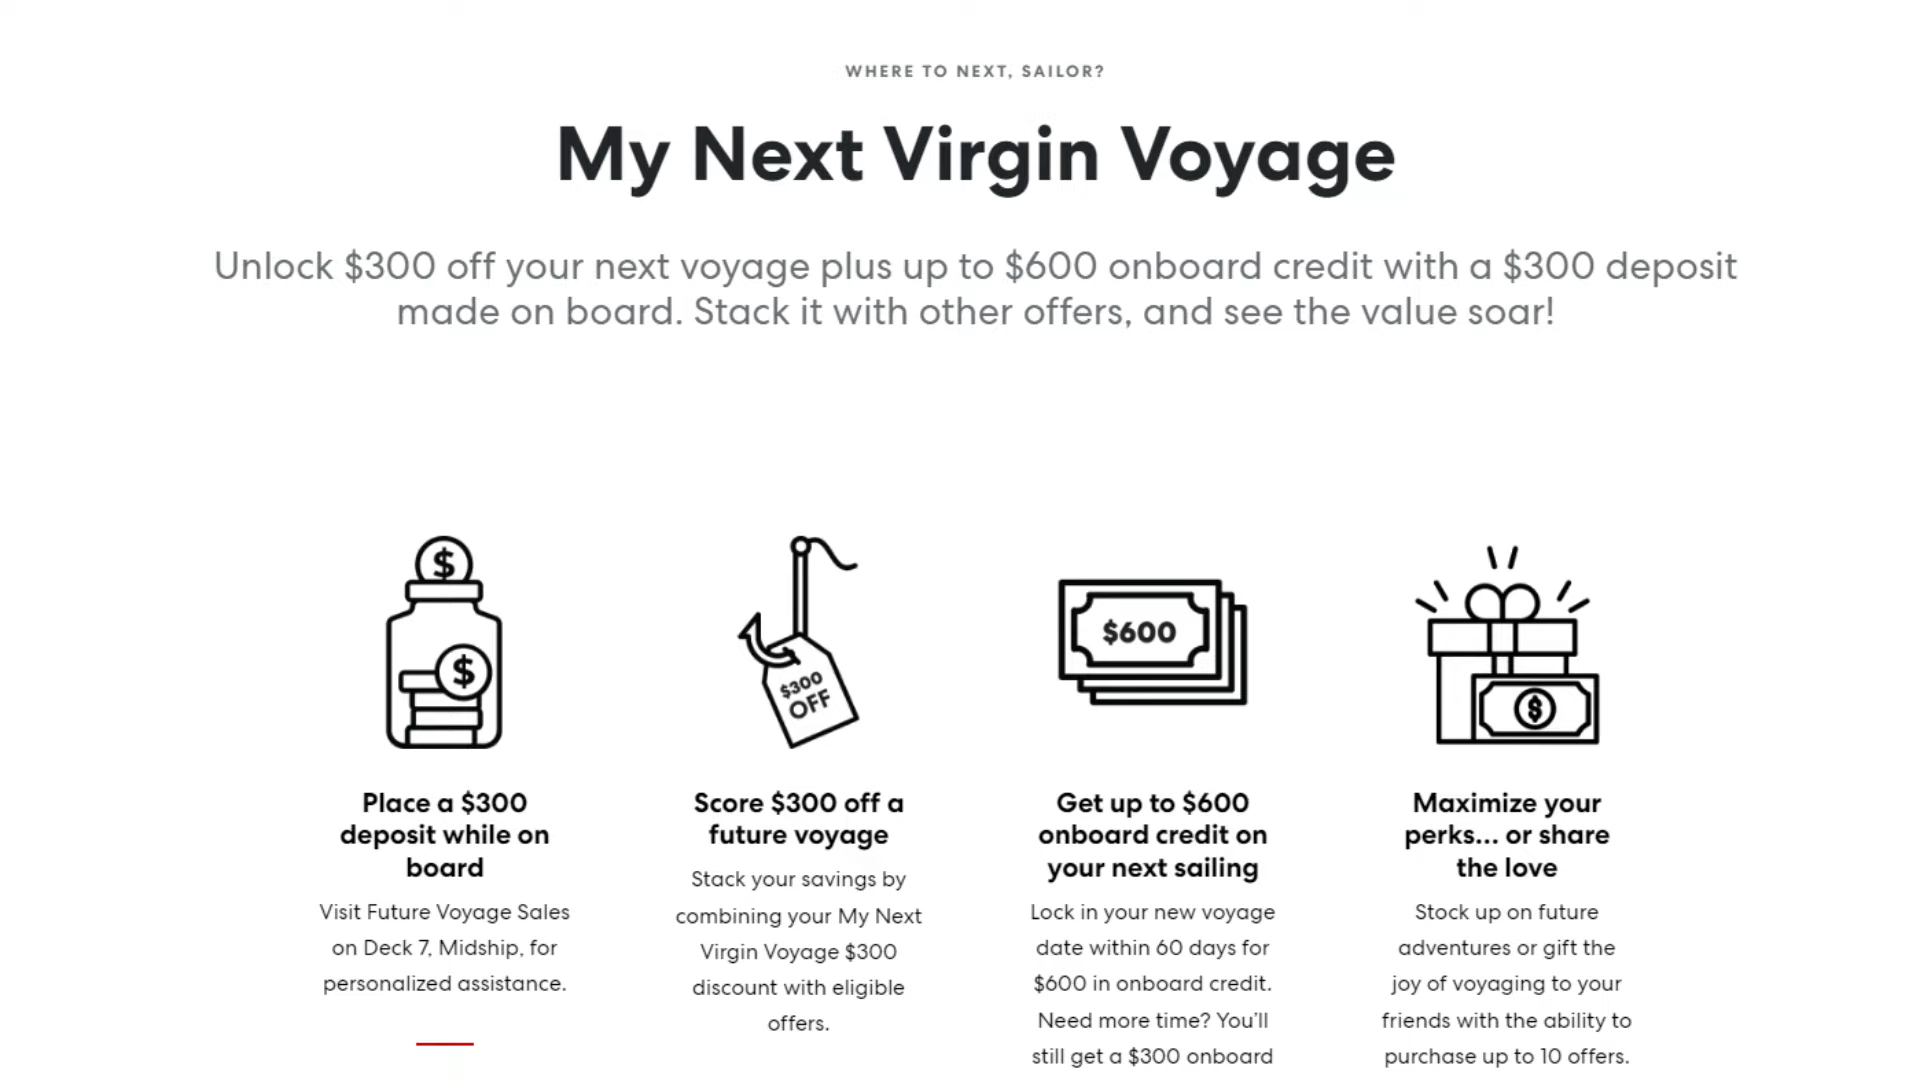 WHERE TO NEXT, SAILOR?
My Next Virgin Voyage
Unlock $300 off your next voyage plus up to $600 onboard credit with a $300 deposit
made on board. Stack it with other offers, and see the value soar!
$
$
$300
OFF
$600
$
Place a $300
deposit while on
board
Visit Future Voyage Sales
on Deck 7, Midship, for
personalized assistance.
Score $300 off a
future voyage
Stack your savings by
combining your My Next
Virgin Voyage $300
discount with eligible
offers.
Get up to $600
onboard credit on
your next sailing
Lock in your new voyage
date within 60 days for
$600 in onboard credit.
Need more time? You'll
still get a $300 onboard
Maximize your
perks... or share
the love
Stock up on future
adventures or gift the
joy of voyaging to your
friends with the ability to
purchase up to 10 offers.